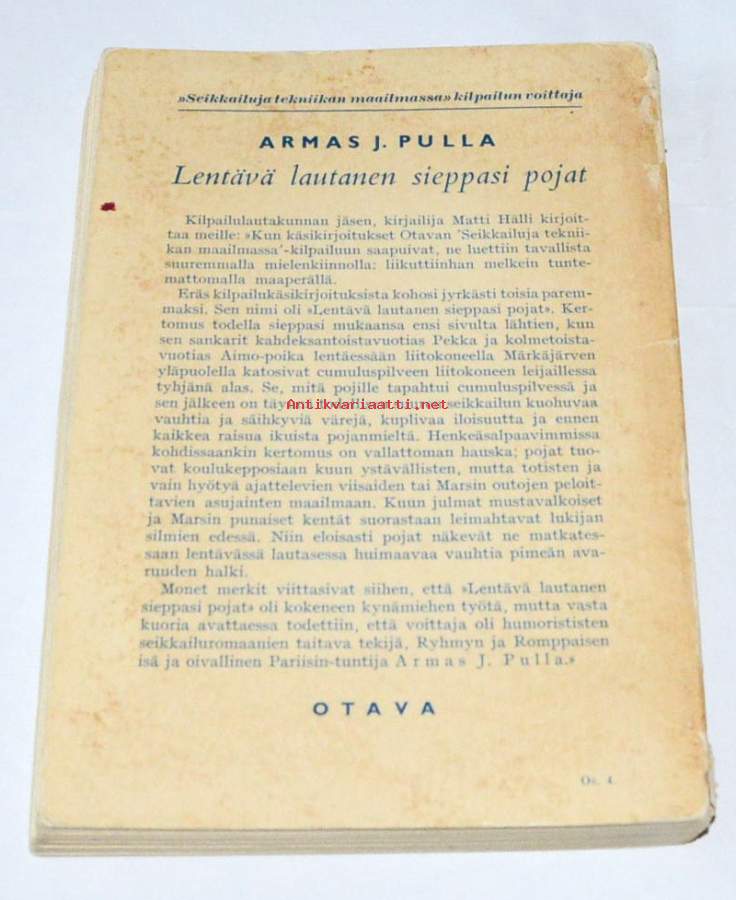 »Seikkailuja tekniikan maailmassa» kilpailun voittaja
ARMAS J. PULLA
Lentävä lautanen sieppasi pojat
Kilpailulautakunnan jäsen, kirjailija Matti Hälli kirjoit-
taa meille: »Kun käsikirjoitukset Otavan 'Seikkailuja teknii-
kan maailmassa'-kilpailuun saapuivat, ne luettiin tavallista
suuremmalla mielenkiinnolla: liikuttiinhan melkein tunte-
mattomalla maaperällä.
Eräs kilpailukäsikirjoituksista kohosi jyrkästi toisia parem-
maksi. Sen nimi oli »Lentävä lautanen sieppasi pojat». Ker-
tomus todella sieppasi mukaansa ensi sivulta lähtien, kun
sen sankarit kahdeksantoistavuotias Pekka ja kolmetoista-
vuotias Aimo-poika lentäessään liitokoneella Märkäjärven
yläpuolella katosivat cumuluspilveen liitokoneen leijaillessa
tyhjänä alas. Se, mitä pojille tapahtui cumuluspilvessä ja
sen jälkeen on täynnä seikkailun kuohuvaa
Antikvariaatti.net
vauhtia ja säihkyviä värejä, kuplivaa iloisuutta ja ennen
kaikkea raisua ikuista pojanmieltä. Henkeäsalpaavimmissa
kohdissaankin kertomus on vallattoman hauska; pojat tuo-
vat koulukepposiaan kuun ystävällisten, mutta totisten ja
vain hyötyä ajattelevien viisaiden tai Marsin outojen peloit-
tavien asujainten maailmaan. Kuun julmat mustavalkoiset
ja Marsin punaiset kentät suorastaan leimahtavat lukijan
silmien edessä. Niin eloisasti pojat näkevät ne matkates-
saan lentävässä lautasessa huimaavaa vauhtia pimeän ava-
ruuden halki.
Monet merkit viittasivat siihen, että »Lentävä lautanen
sieppasi pojat» oli kokeneen kynämiehen työtä, mutta vasta
kuoria avattaessa todettiin, että voittaja oli humorististen
seikkailuromaanien taitava tekijä, Ryhmyn ja Romppaisen
isä ja oivallinen Pariisin-tuntija Armas J. Pulla.»
OTAVA
Os. 4